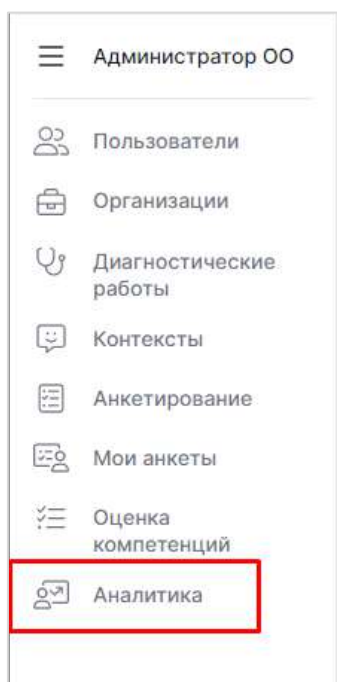 Администратор ОО
Пользователи
Организации
Диагностические
работы
Контексты
Анкетирование
Мои анкеты
Оценка
компетенций
Аналитика